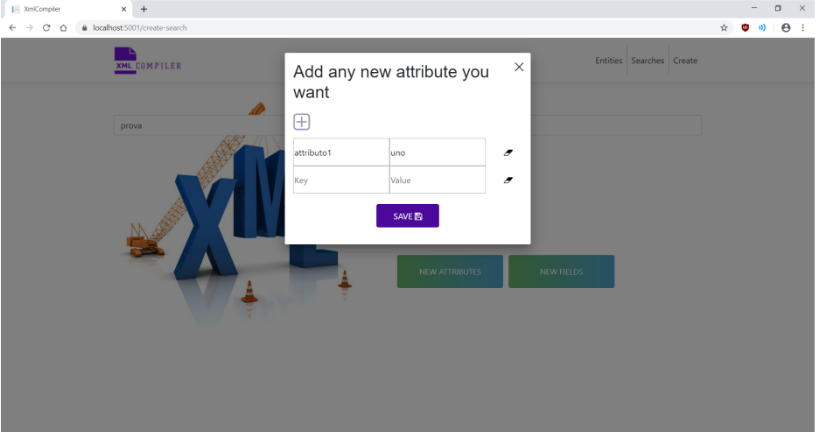 XmlCompiler
localhost:5001/create-search
XML COMPILER
Entities
Searches
Create
Add any new attribute you
want
prova
attributo1
uno
Key
Value
SAVE
XML
NEW ATTRIBUTES
NEW FIELDS